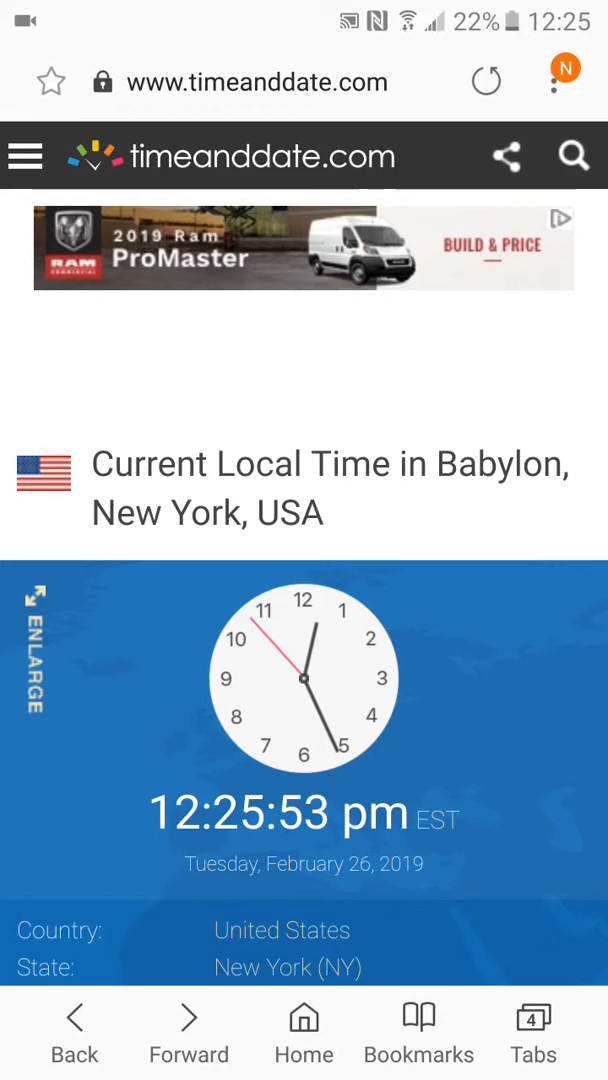 22% 12:25
www.timeanddate.com
N
timeanddate.com
2019 Ram
ProMaster
RAM
COMMERCIAL
BUILD & PRICE
Current Local Time in Babylon,
New York, USA
ENLARGE
12
11 1
10 2
9 3
8 4
7 5
6
12:25:53 pm EST
Tuesday, February 26, 2019
Country: United States
State: New York (NY)
4
Back Forward Home Bookmarks Tabs